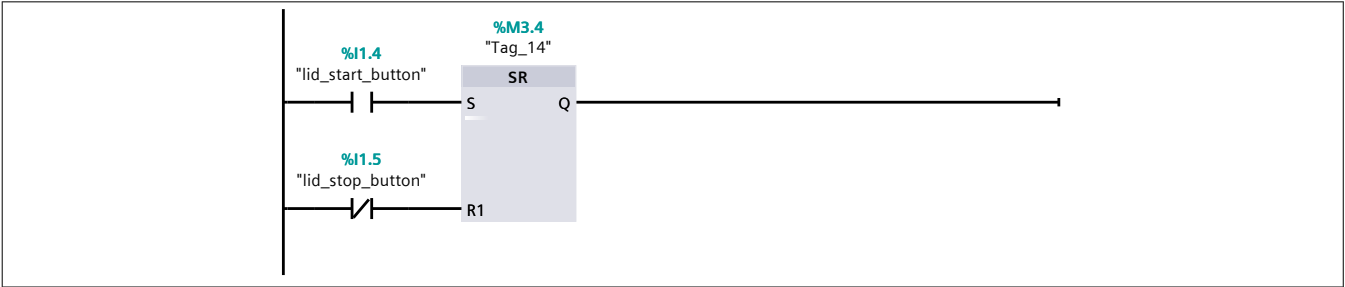 %M3.4
"Tag_14"
%I1.4
"lid_start_button"
SR
S Q
%I1.5
"lid_stop_button"
R1